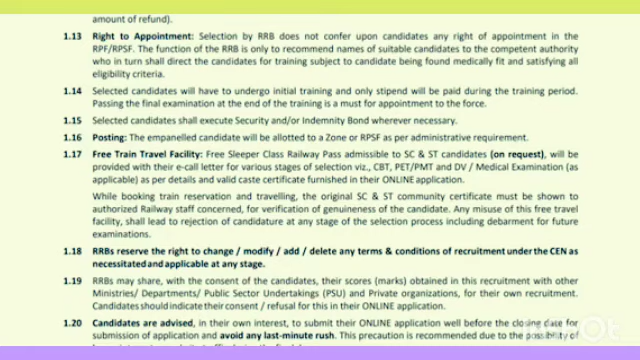 amount of refund).
1.13 Right to Appointment: Selection by RRB does not confer upon candidates any right of appointment in the
RPF/RPSF. The function of the RRB is only to recommend names of suitable candidates to the competent authority
who in turn shall direct the candidates for training subject to candidate being found medically fit and satisfying all
eligibility criteria.
1.14 Selected candidates will have to undergo initial training and only stipend will be paid during the training period.
Passing the final examination at the end of the training is a must for appointment to the force.
1.15 Selected candidates shall execute Security and/or Indemnity Bond wherever necessary.
1.16 Posting: The empanelled candidate will be allotted to a Zone or RPSF as per administrative requirement.
1.17 Free Train Travel Facility: Free Sleeper Class Railway Pass admissible to SC & ST candidates (on request), will be
provided with their e-call letter for various stages of selection viz., CBT, PET/PMT and DV / Medical Examination (as
applicable) as per details and valid caste certificate furnished in their ONLINE application.
While booking train reservation and travelling, the original SC & ST community certificate must be shown to
authorized Railway staff concerned, for verification of genuineness of the candidate. Any misuse of this free travel
facility, shall lead to rejection of candidature at any stage of the selection process including debarment for future
examinations.
1.18 RRBs reserve the right to change / modify / add / delete any terms & conditions of recruitment under the CEN as
necessitated and applicable at any stage.
1.19 RRBs may share, with the consent of the candidates, their scores (marks) obtained in this recruitment with other
Ministries/ Departments/ Public Sector Undertakings (PSU) and Private organizations, for their own recruitment.
Candidates should indicate their consent / refusal for this in their ONLINE application.
1.20 Candidates are advised, in their own interest, to submit their ONLINE application well before the closing date for
submission of application and avoid any last-minute rush. This precaution is recommended due to the possibility of